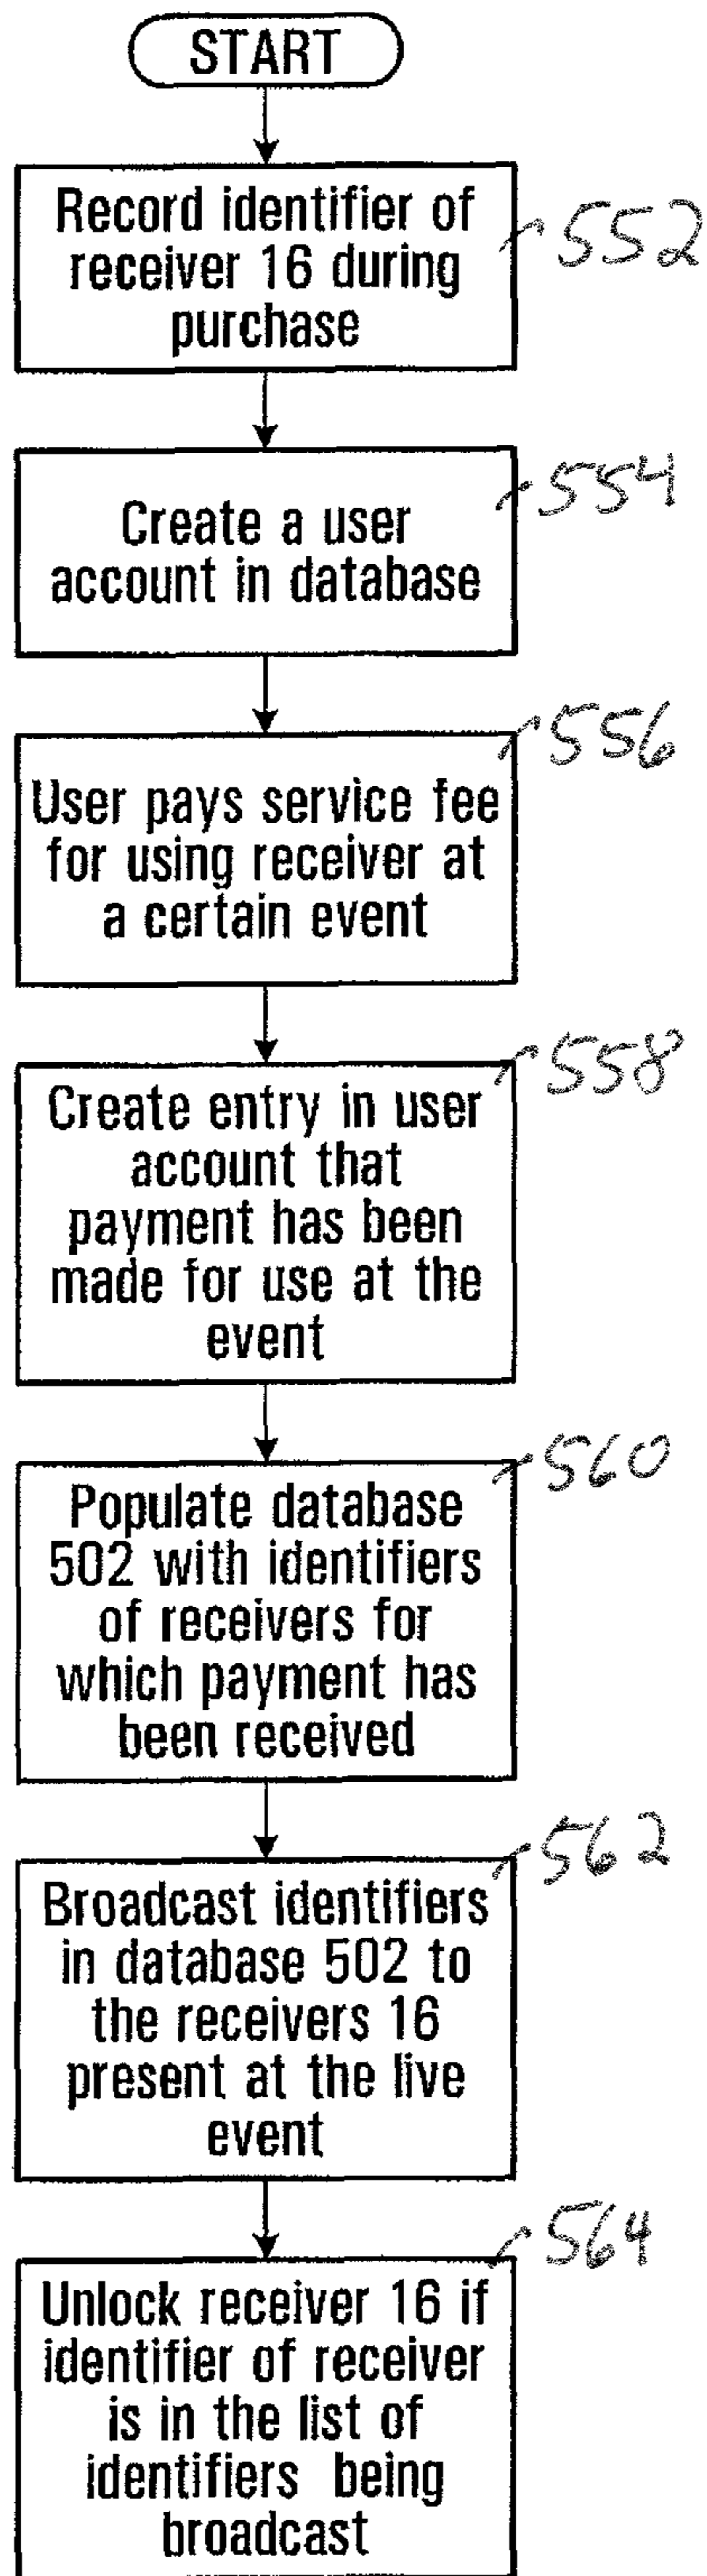 START
Record identifier of
receiver 16 during
purchase
552
Create a user
account in database
554
User pays service fee
for using receiver at
a certain event
556
Create entry in user
account that
payment has been
made for use at the
event
558
Populate database
502 with identifiers
of receivers for
which payment has
been received
560
Broadcast identifiers
in database 502 to
the receivers 16
present at the live
event
562
Unlock receiver 16 if
identifier of receiver
is in the list of
identifiers being
broadcast
564